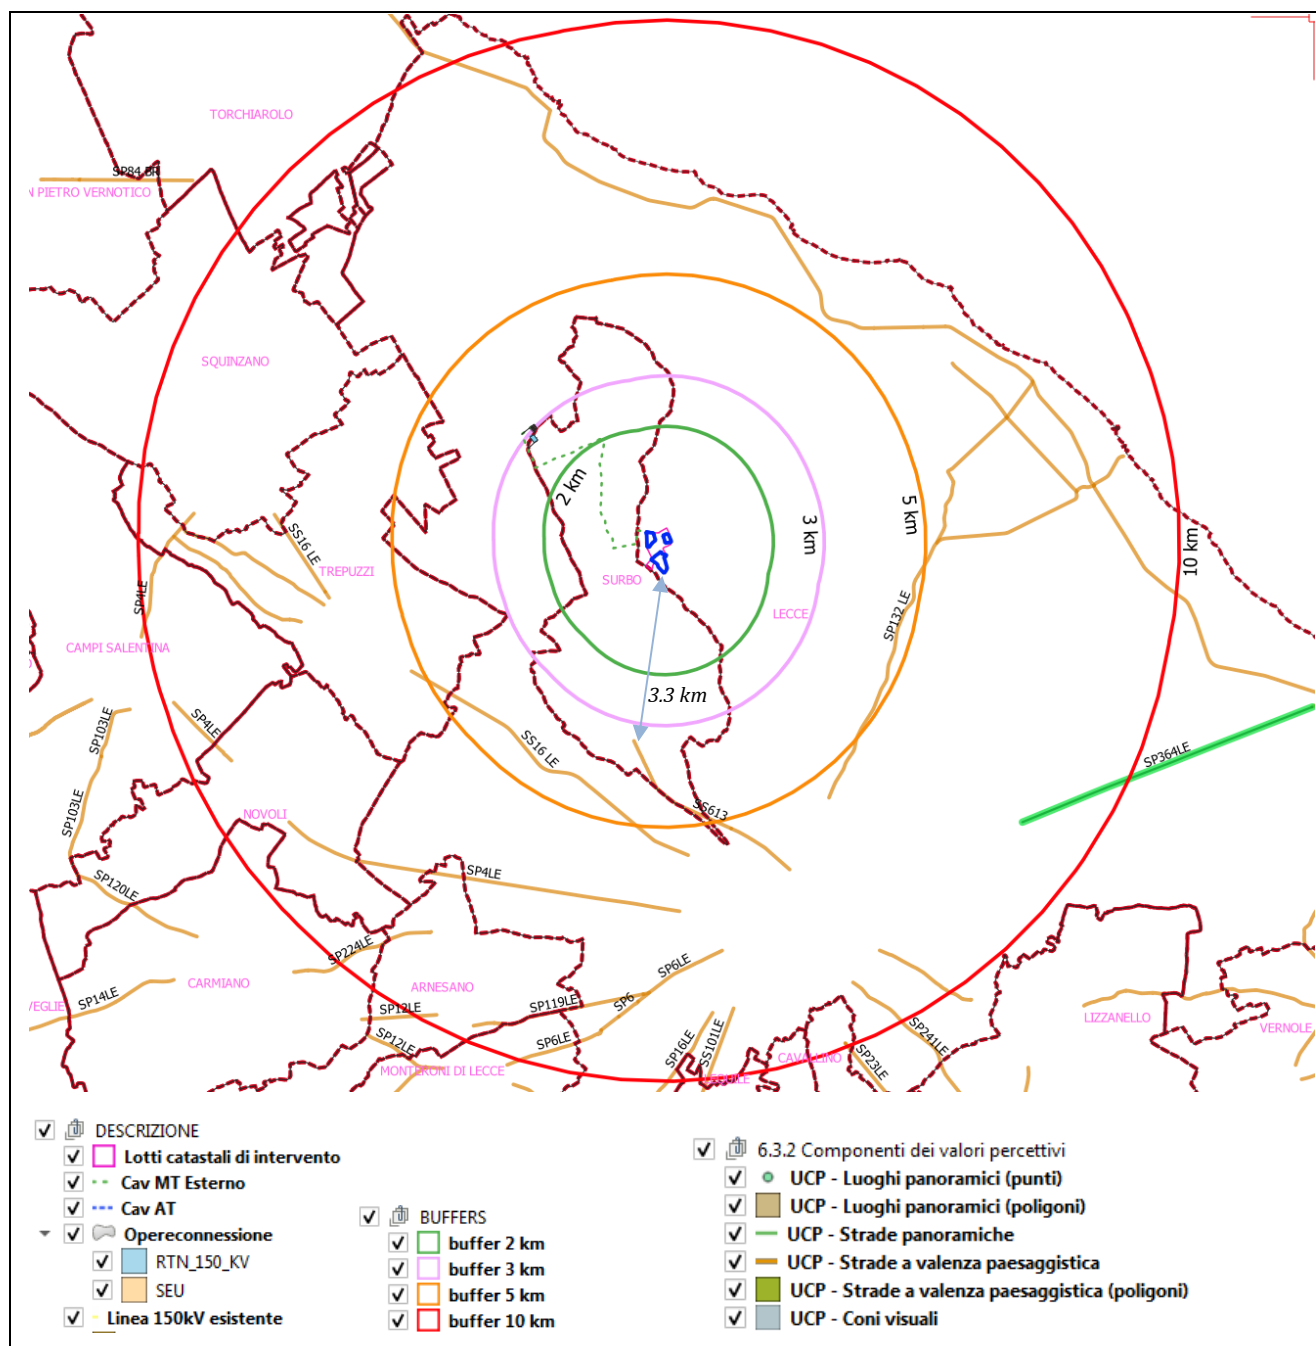 TORCHIAROLO
SP84 BR
N PIETRO VERNOTICO
SQUINZANO
2 km
5 km
3 km
10 km
SS16 LE
TREPUZZI
SURBO
SP4LE
LECCE
SP132 LE
CAMPI SALENTINA
3.3 km
SP103LE
SP4LE
SS16 LE
SP364LE
SP103LE
NOVOLI
SS613
SP4LE
SP120LE
SP224LE
SP6LE
CARMIANO
ARNESANO
VEGLIE
SP14LE
SP12LE
SP119LE
SP6
LIZZANELLO
VERNOLE
SP12LE
SP6LE
SP16LE
SS101LE
SP241LE
CAVALLINO
SP23LE
MONTERONI DI LECCE
LEQUILE
DESCRIZIONE
Lotti catastali di intervento
Cav MT Esterno
Cav AT
Opereconnessione
RTN_150_KV
SEU
Linea 150kV esistente
BUFFERS
buffer 2 km
buffer 3 km
buffer 5 km
buffer 10 km
6.3.2 Componenti dei valori percettivi
UCP - Luoghi panoramici (punti)
UCP - Luoghi panoramici (poligoni)
UCP - Strade panoramiche
UCP - Strade a valenza paesaggistica
UCP - Strade a valenza paesaggistica (poligoni)
UCP - Coni visuali